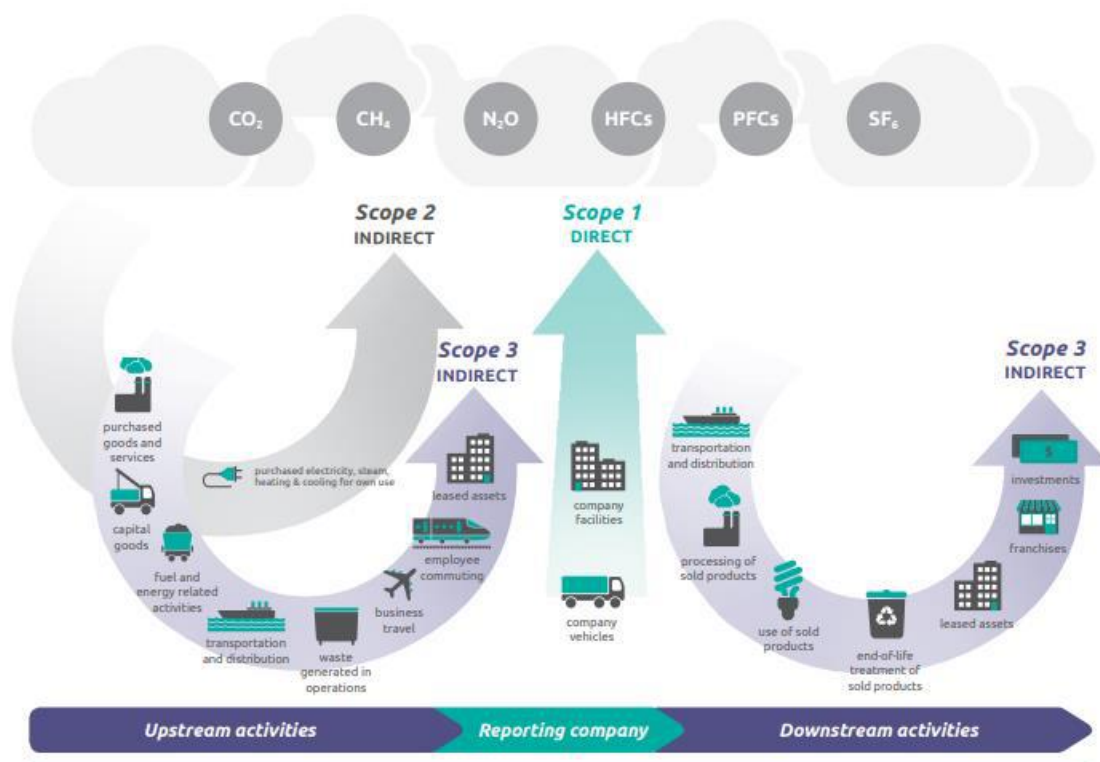 CO₂
CH₄
N₂O
HFCs
PFCs
SF₆
Scope 2
INDIRECT
Scope 1
DIRECT
Scope 3
INDIRECT
Scope 3
INDIRECT
purchased
goods and
services
capital
goods
fuel and
energy related
activities
transportation
and distribution
waste
generated in
operations
business
travel
employee
commuting
leased assets
purchased electricity, steam,
heating & cooling for own use
company
facilities
company
vehicles
transportation
and distribution
processing of
sold products
use of sold
products
end-of-life
treatment of
sold products
leased assets
franchises
investments
$
Upstream activities
Reporting company
Downstream activities